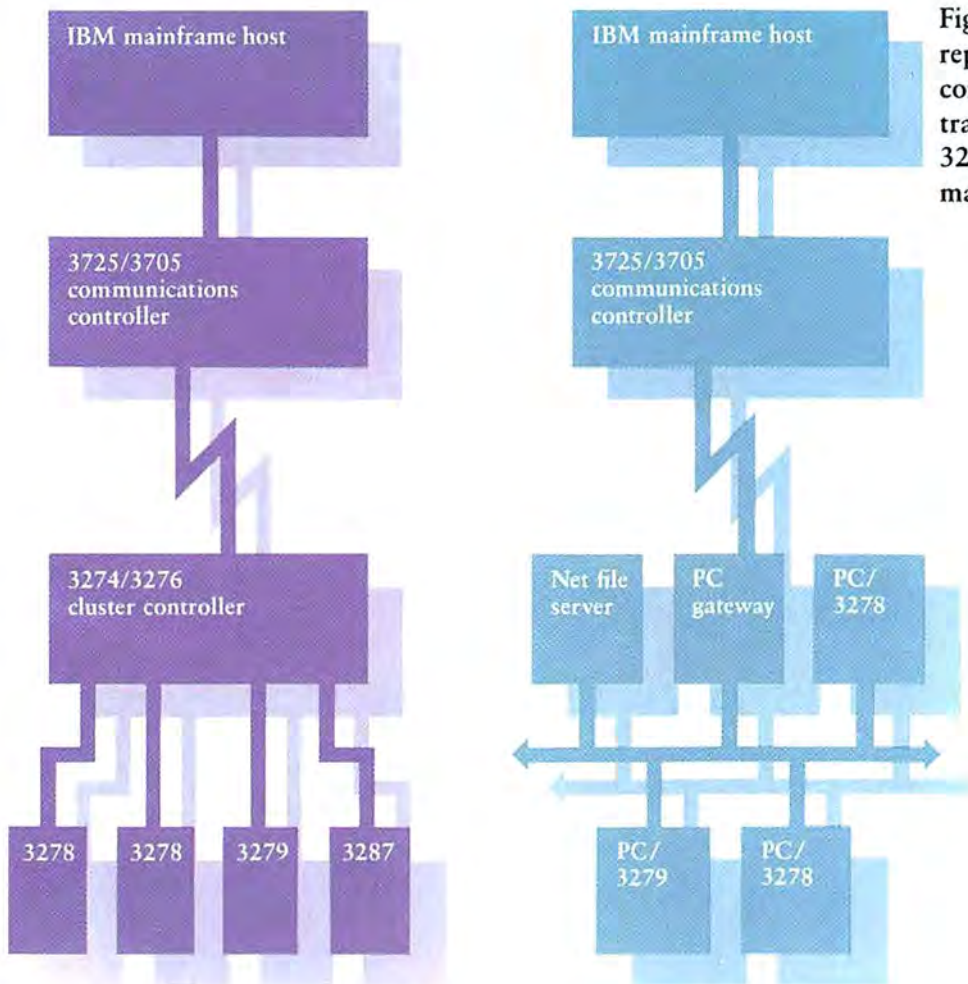 IBM mainframe host
3725/3705
communications
controller
3274/3276
cluster controller
3278
3278
3279
3287
IBM mainframe host
3725/3705
communications
controller
Net file
server
PC
gateway
PC/
3278
PC/
3279
PC/
3278